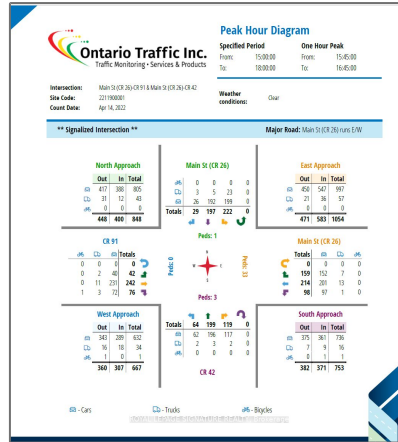 Ontario Traffic Inc.
Traffic Monitoring • Services & Products
Peak Hour Diagram
Specified Period One Hour Peak
From: 15:00:00 From: 15:45:00
To: 18:00:00 To: 16:45:00
Intersection: Main St (CR 26)-CR 91 & Main St (CR 26)-CR 42
Site Code: 2211900001
Count Date: Apr 14, 2022
Weather conditions: Clear
** Signalized Intersection ** Major Road: Main St (CR 26) runs E/W
North Approach
Out In Total
417 388 805
31 12 43
0 0 0
448 400 848
Main St (CR 26)
0 0 0 0
3 5 23 0
26 192 199 0
Totals 29 197 222 0
East Approach
Out In Total
450 547 997
21 36 57
0 0 0
471 583 1054
CR 91
Totals
0 0 0 0
0 2 40 42
0 11 231 242
1 3 72 76
Peds: 1
Peds: 0
Peds: 33
Peds: 3
N
S
W
E
Main St (CR 26)
Totals
0 0 0 0
159 152 7 0
214 201 13 0
98 97 1 0
West Approach
Out In Total
343 289 632
16 18 34
1 0 1
360 307 667
Totals 64 199 119 0
62 196 117 0
2 3 2 0
0 0 0 0
CR 42
South Approach
Out In Total
375 361 736
7 9 16
0 1 1
382 371 753
- Cars - Trucks - Bicycles